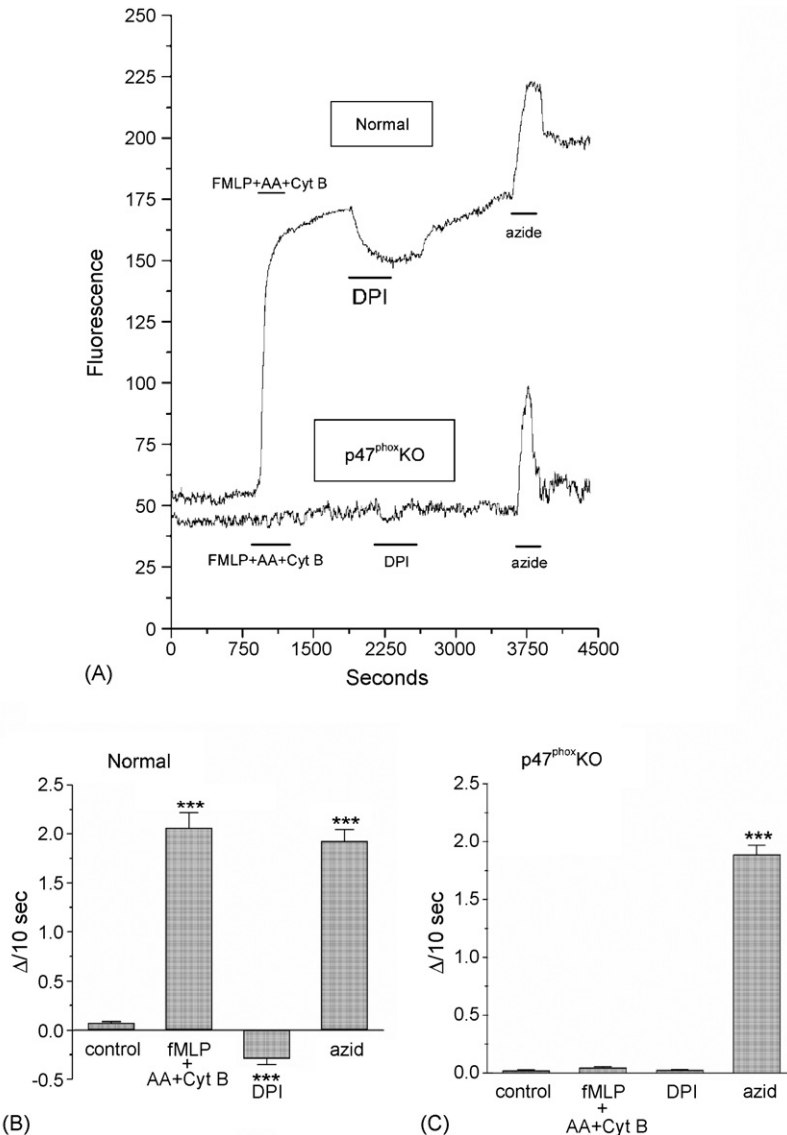 250
225
Normal
200
FMLP+AA+Cyt B
175
azide
150
DPI
125
Fluorescence
100
p47phoxKO
75
50
FMLP+AA+Cyt B
DPI
azide
25
0
0 750 1500 2250 3000 3750 4500
Seconds
(A)
Normal
2.5
***
***
2.0
1.5
Δ/10 sec
1.0
0.5
0.0
control
fMLP
+
AA+Cyt B
***
DPI
azid
-0.5
(B)
p47phoxKO
2.5
***
2.0
1.5
Δ/10 sec
1.0
0.5
0.0
control
fMLP
+
AA+Cyt B
DPI
azid
(C)